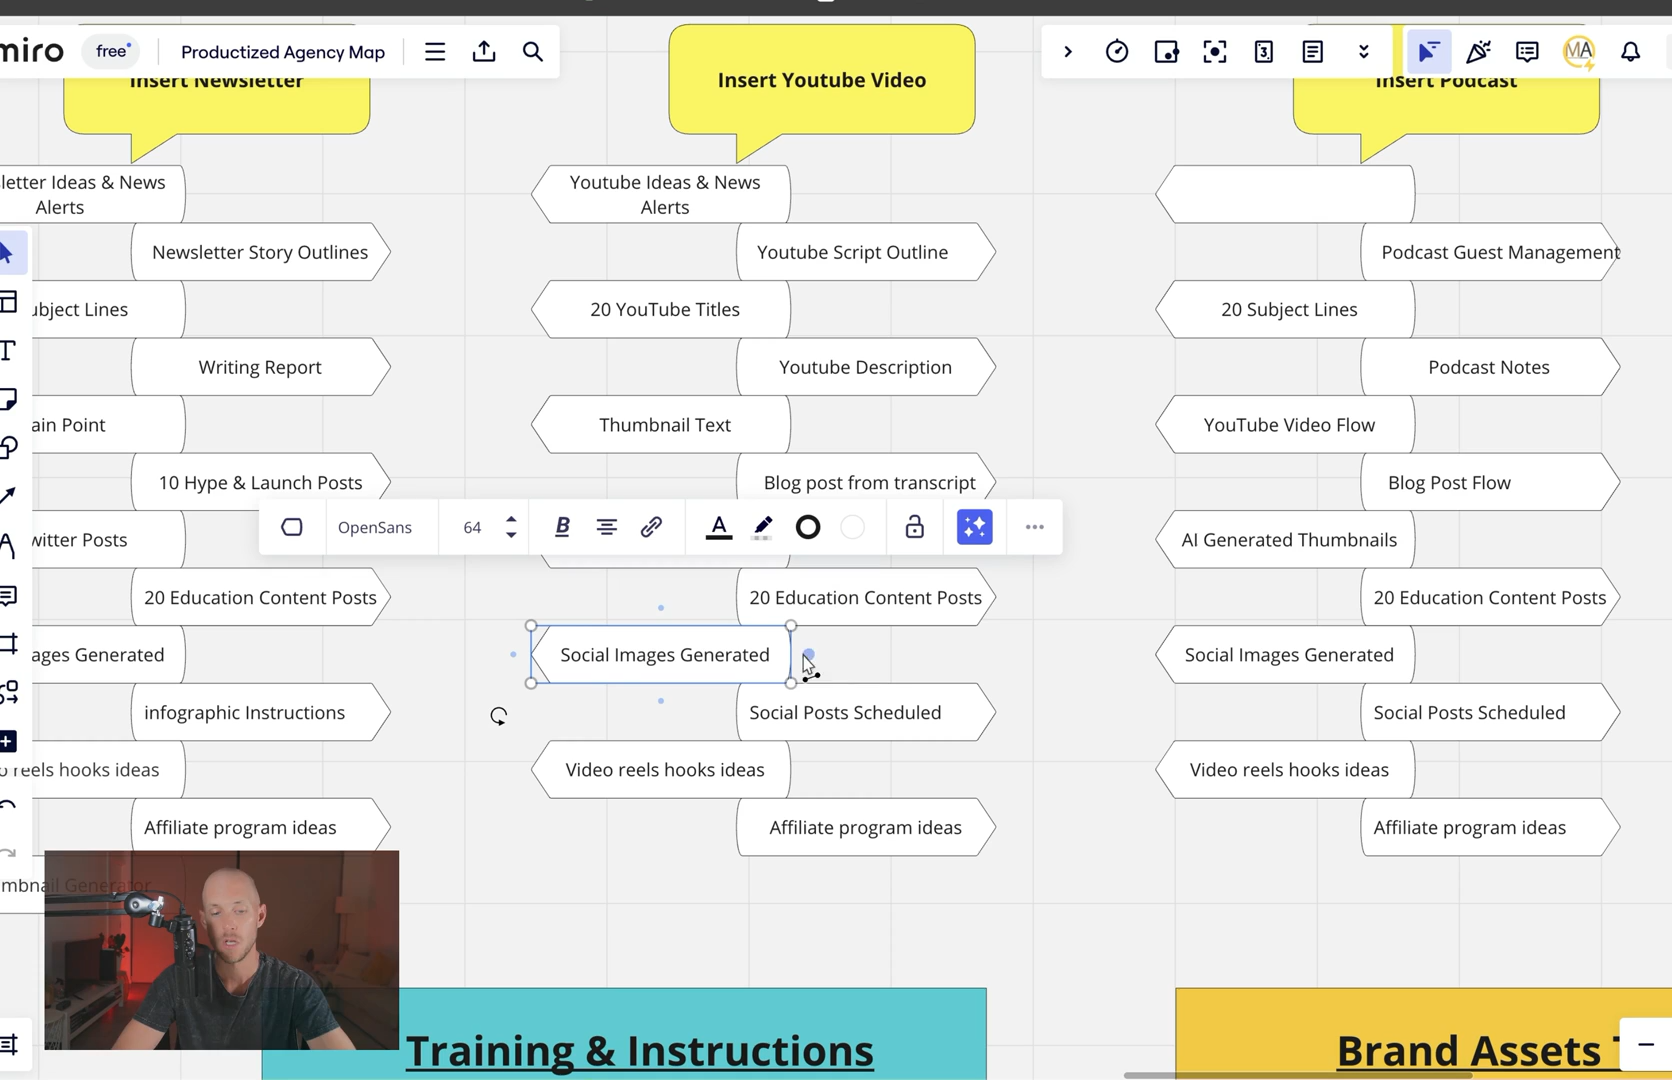 miro
free
Productized Agency Map
3
MA
Insert Newsletter
Insert Youtube Video
Insert Podcast
letter Ideas & News
Alerts
Newsletter Story Outlines
ubject Lines
Writing Report
ain Point
10 Hype & Launch Posts
witter Posts
20 Education Content Posts
ages Generated
infographic Instructions
o reels hooks ideas
Affiliate program ideas
mbnail Generator
Youtube Ideas & News
Alerts
Youtube Script Outline
20 YouTube Titles
Youtube Description
Thumbnail Text
Blog post from transcript
OpenSans
64
B
A
20 Education Content Posts
Social Images Generated
Social Posts Scheduled
Video reels hooks ideas
Affiliate program ideas
Podcast Guest Management
20 Subject Lines
Podcast Notes
YouTube Video Flow
Blog Post Flow
AI Generated Thumbnails
20 Education Content Posts
Social Images Generated
Social Posts Scheduled
Video reels hooks ideas
Affiliate program ideas
Training & Instructions
Brand Assets